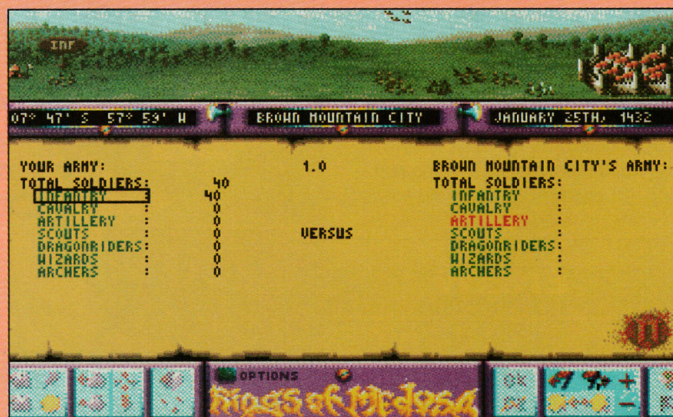 INF
07° 47' S 57° 59' W
BROWN MOUNTAIN CITY
JANUARY 25TH, 1432
YOUR ARMY:
1.0
BROWN MOUNTAIN CITY'S ARMY:
TOTAL SOLDIERS: 40
TOTAL SOLDIERS:
INFANTRY : 40
INFANTRY :
CAVALRY : 0
CAVALRY :
ARTILLERY : 0
ARTILLERY :
SCOUTS : 0
VERSUS
SCOUTS :
DRAGONRIDERS: 0
DRAGONRIDERS:
WIZARDS : 0
WIZARDS :
ARCHERS : 0
ARCHERS :
OPTIONS
Rings of Medusa